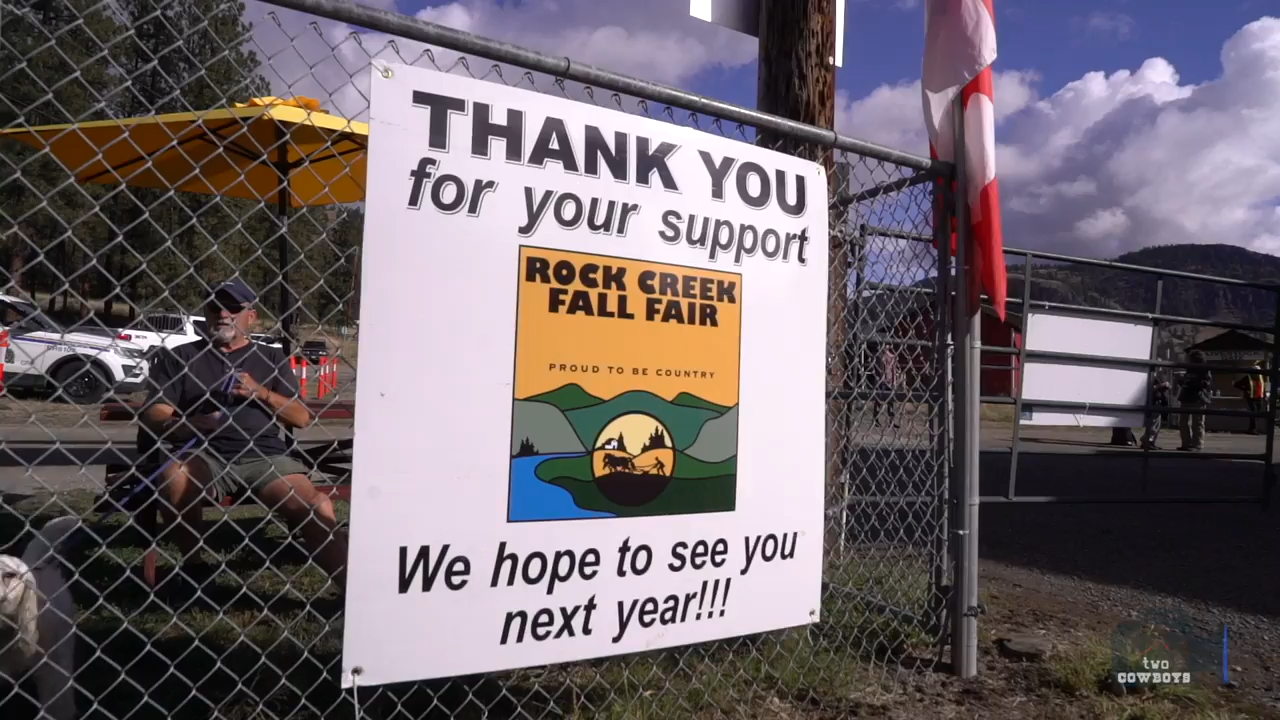 THANK YOU
for your support
ROCK CREEK
FALL FAIR
PROUD TO BE COUNTRY
We hope to see you
next year!!!
two
COWBOYS